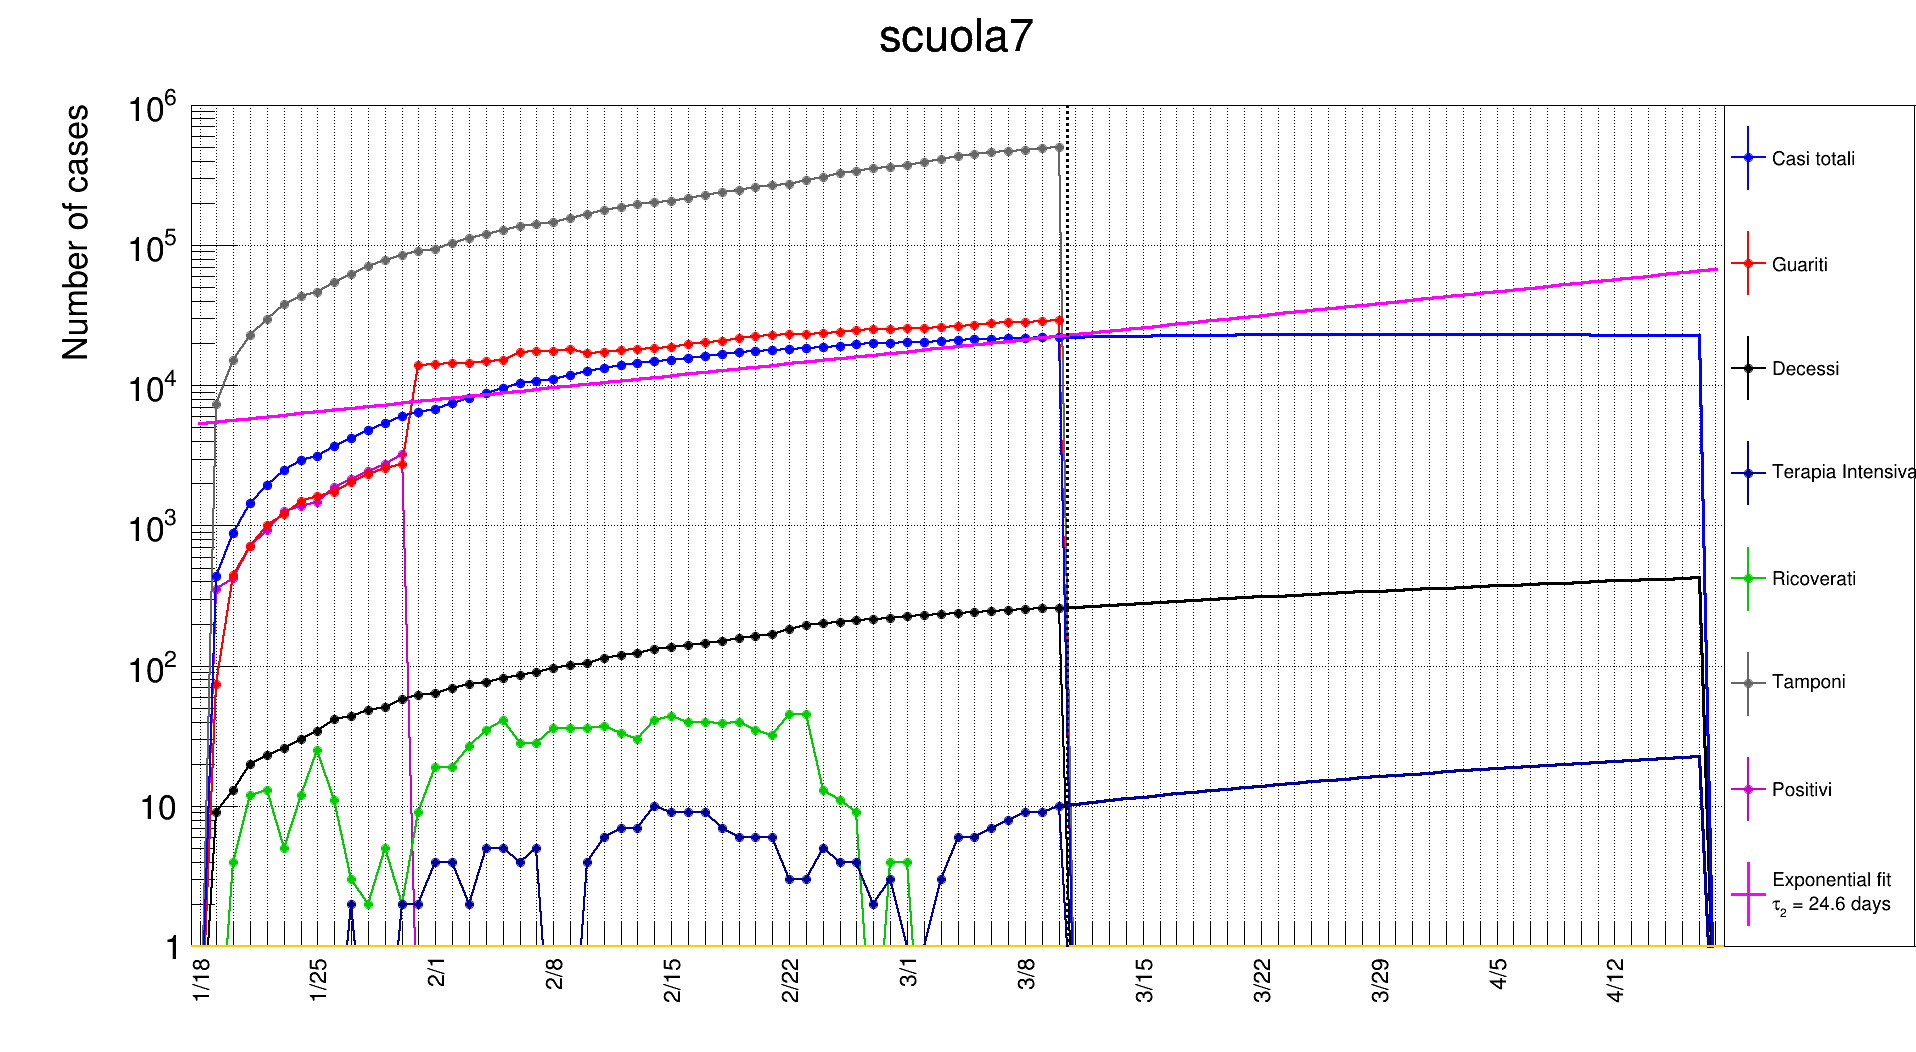 scuola7
Number of cases
10^6
10^5
10^4
10^3
10^2
10
1
1/18
1/25
2/1
2/8
2/15
2/22
3/1
3/8
3/15
3/22
3/29
4/5
4/12
Casi totali
Guariti
Decessi
Terapia Intensiva
Ricoverati
Tamponi
Positivi
Exponential fit
τ₂ = 24.6 days